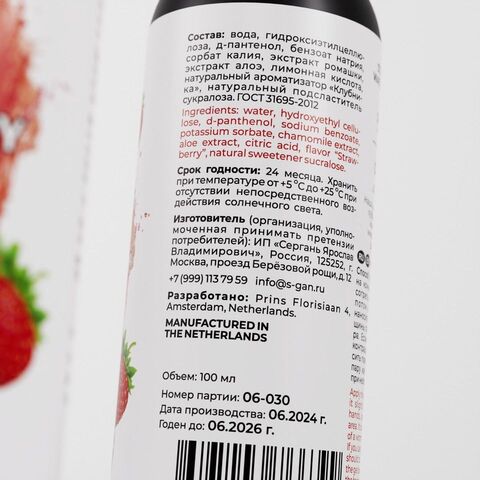 Состав: вода, гидроксиэтилцеллю-
лоза, д-пантенол, бензоат натрия,
сорбат калия, экстракт ромашки,
экстракт алоэ, лимонная кислота,
натуральный ароматизатор «Клубни-
ка», натуральный подсластитель
сукралоза. ГОСТ 31695-2012
Ingredients: water, hydroxyethyl cellu-
lose, d-panthenol, sodium benzoate,
potassium sorbate, chamomile extract,
aloe extract, citric acid, flavor "Straw-
berry", natural sweetener sucralose.
Срок годности: 24 месяца. Хранить
при температуре от +5 °C до +25 °C при
отсутствии непосредственного воз-
действия солнечного света.
Изготовитель (организация, уполно-
моченная принимать претензии
потребителей): ИП «Сергань Ярослав
Владимирович», Россия, 125252, г.
Москва, проезд Берёзовой рощи, д. 12
+7 (999) 113 79 59 info@s-gan.ru
Разработано: Prins Florisiaan 4,
Amsterdam, Netherlands.
MANUFACTURED IN
THE NETHERLANDS
Объем: 100 мл
Номер партии: 06-030
Дата производства: 06.2024 г.
Годен до: 06.2026 г.